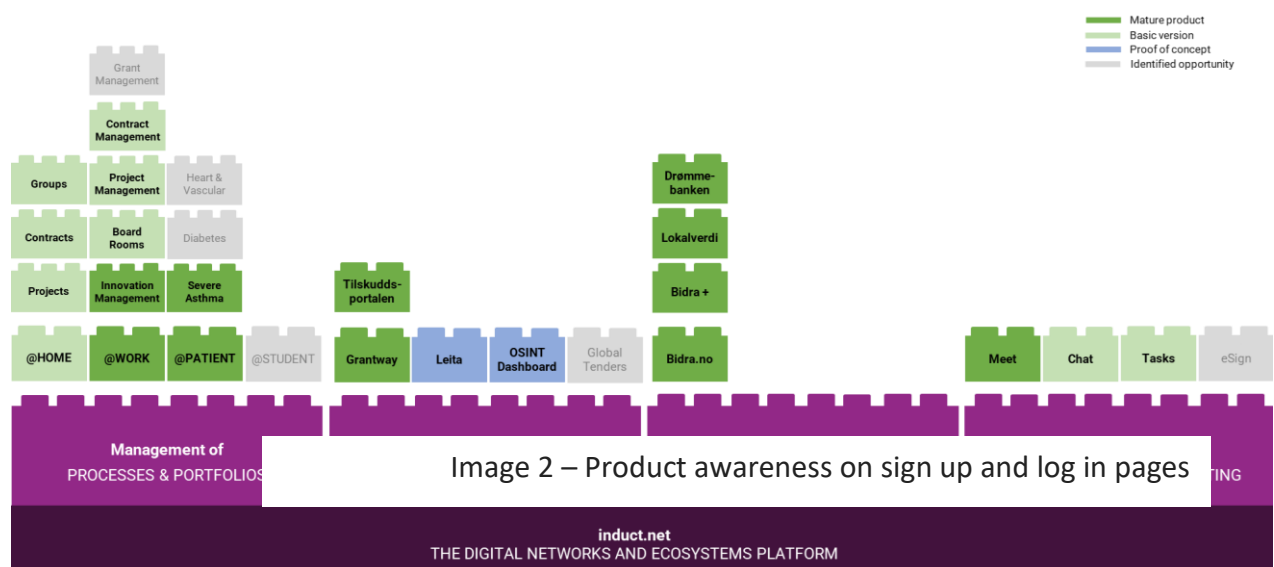 Mature product
Basic version
Proof of concept
Identified opportunity
Grant
Management
Contract
Management
Groups
Project
Management
Heart &
Vascular
Drømme-
banken
Contracts
Board
Rooms
Diabetes
Lokalverdi
Projects
Innovation
Management
Severe
Asthma
Tilskudds-
portalen
Bidra +
@HOME
@WORK
@PATIENT
@STUDENT
Grantway
Leita
OSINT
Dashboard
Global
Tenders
Bidra.no
Meet
Chat
Tasks
eSign
Management of
PROCESSES & PORTFOLIOS
Image 2 – Product awareness on sign up and log in pages
TING
induct.net
THE DIGITAL NETWORKS AND ECOSYSTEMS PLATFORM